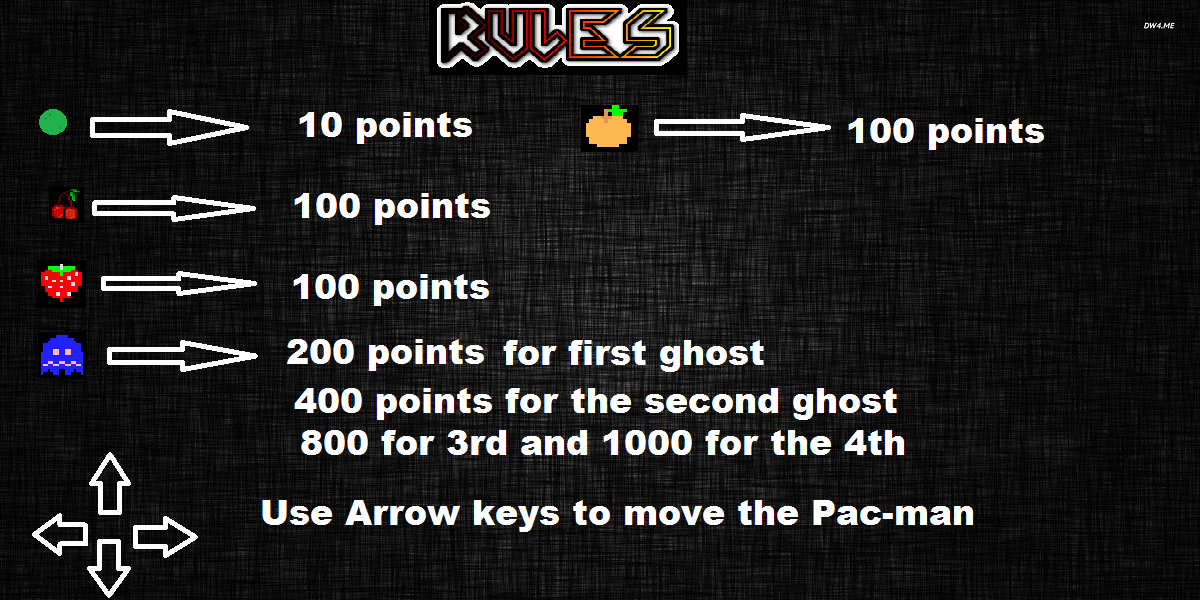 RULES
DW4.ME
10 points
100 points
100 points
100 points
200 points for first ghost
400 points for the second ghost
800 for 3rd and 1000 for the 4th
Use Arrow keys to move the Pac-man